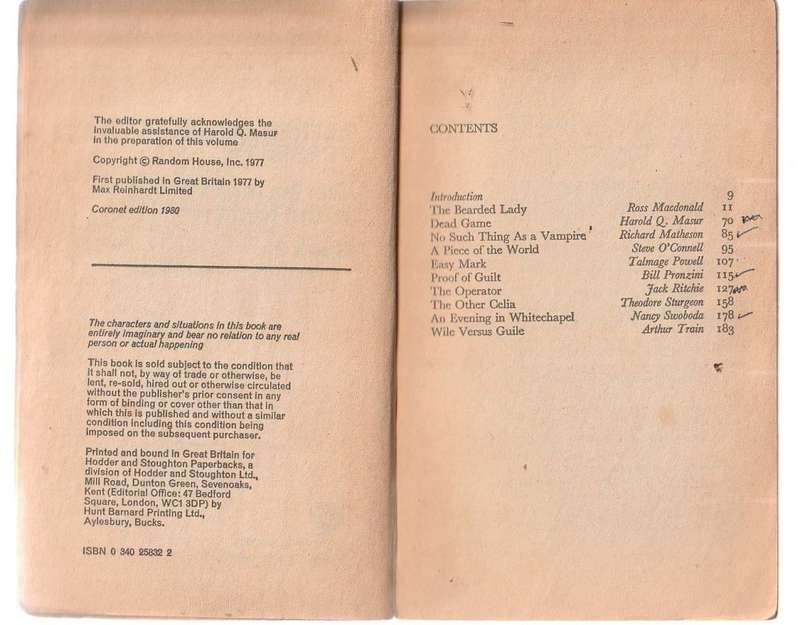 The editor gratefully acknowledges the
invaluable assistance of Harold Q. Masur
in the preparation of this volume
Copyright © Random House, Inc. 1977
First published in Great Britain 1977 by
Max Reinhardt Limited
Coronet edition 1980
The characters and situations in this book are
entirely imaginary and bear no relation to any real
person or actual happening
This book is sold subject to the condition that
it shall not, by way of trade or otherwise, be
lent, re-sold, hired out or otherwise circulated
without the publisher's prior consent in any
form of binding or cover other than that in
which this is published and without a similar
condition including this condition being
imposed on the subsequent purchaser.
Printed and bound in Great Britain for
Hodder and Stoughton Paperbacks, a
division of Hodder and Stoughton Ltd.,
Mill Road, Dunton Green, Sevenoaks,
Kent (Editorial Office: 47 Bedford
Square, London, WC1 3DP) by
Hunt Barnard Printing Ltd.,
Aylesbury, Bucks.
ISBN 0 340 25832 2
CONTENTS
Introduction 9
The Bearded Lady Ross Macdonald 11
Dead Game Harold Q. Masur 70
No Such Thing As a Vampire Richard Matheson 85
A Piece of the World Steve O'Connell 95
Easy Mark Talmage Powell 107
Proof of Guilt Bill Pronzini 115
The Operator Jack Ritchie 127
The Other Celia Theodore Sturgeon 158
An Evening in Whitechapel Nancy Swoboda 178
Wile Versus Guile Arthur Train 183